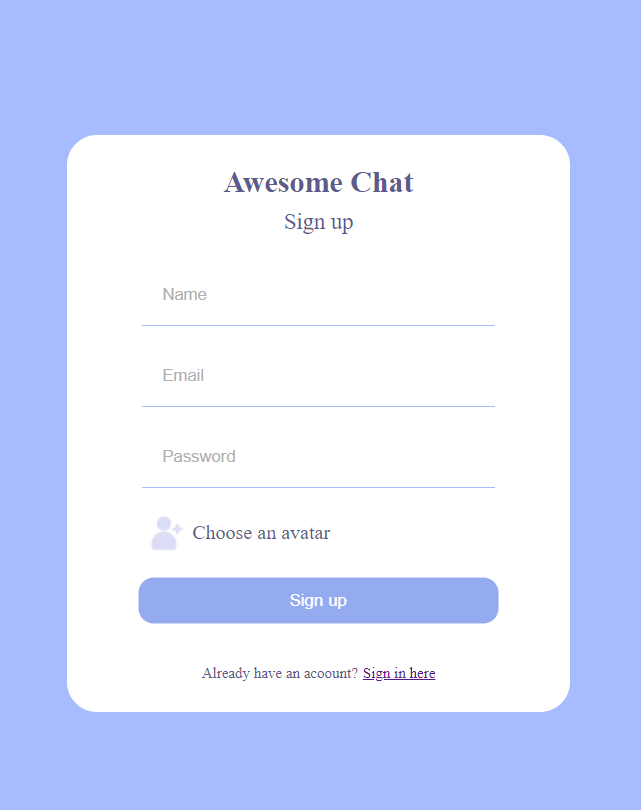 Awesome Chat
Sign up
Name
Email
Password
Choose an avatar
Sign up
Already have an acoount? Sign in here